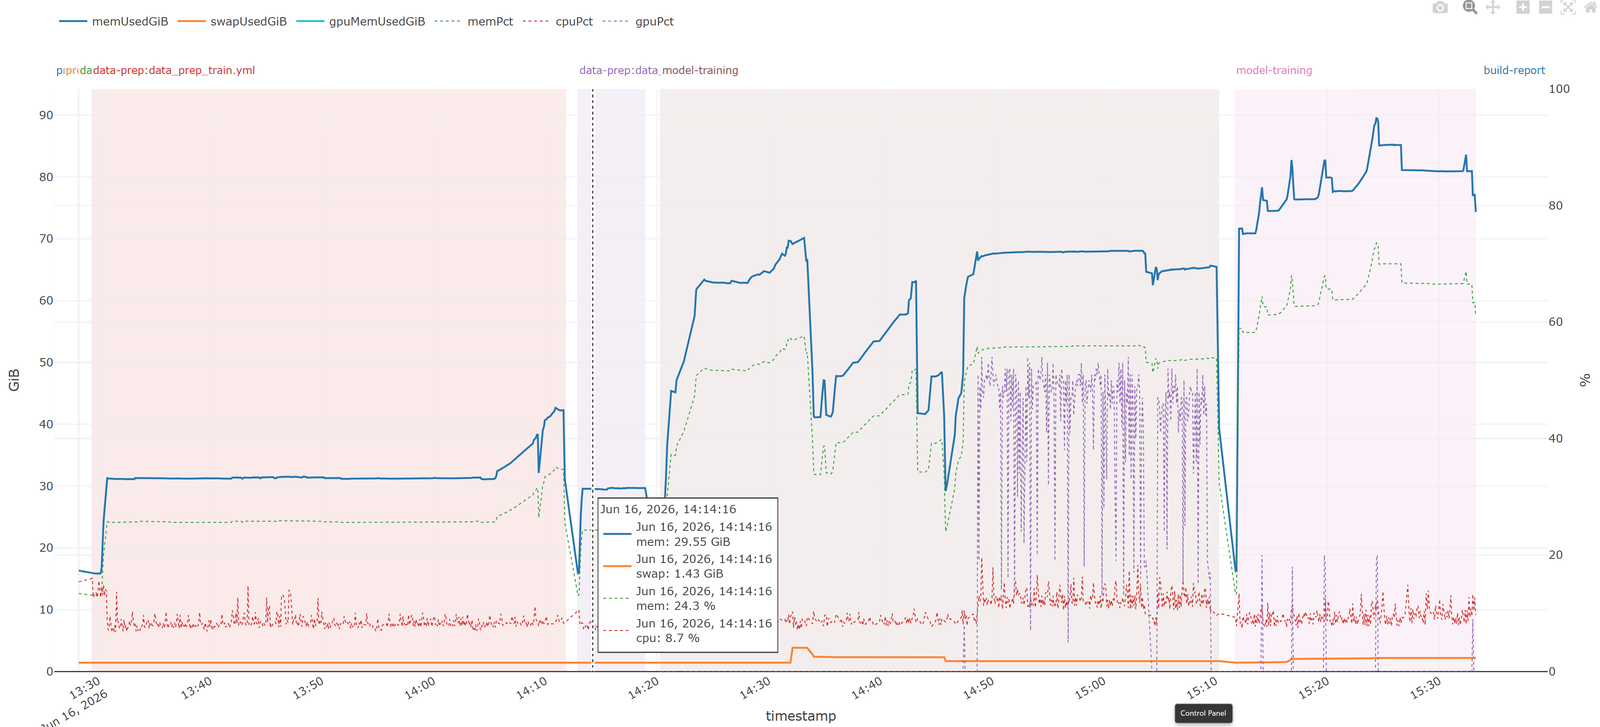 memUsedGiB swapUsedGiB gpuMemUsedGiB memPct cpuPct gpuPct
data-prep:data_prep_train.yml data-prep:data_ model-training model-training build-report
GiB
90
80
70
60
50
40
30
20
10
0
100
80
60
40
20
0
%
Jun 16, 2026, 14:14:16
Jun 16, 2026, 14:14:16
mem: 29.55 GiB
Jun 16, 2026, 14:14:16
swap: 1.43 GiB
Jun 16, 2026, 14:14:16
mem: 24.3 %
Jun 16, 2026, 14:14:16
cpu: 8.7 %
13:30 13:40 13:50 14:00 14:10 14:20 14:30 14:40 14:50 15:00 15:10 15:20 15:30
Jun 16, 2026
timestamp
Control Panel